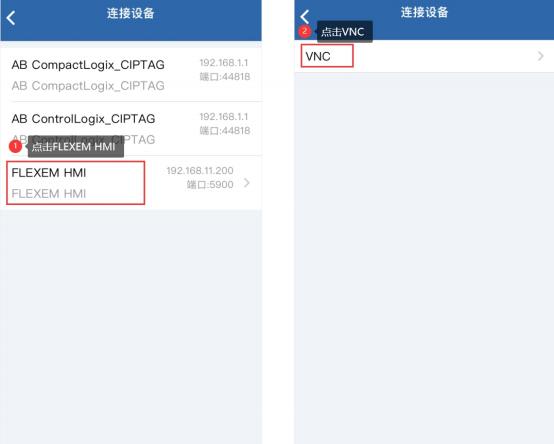 连接设备
AB CompactLogix_CIPTAG
192.168.1.1
AB CompactLogix_CIPTAG
端口:44818
AB ControlLogix_CIPTAG
192.168.1.1
AB ControlLogix_CIPTAG
端口:44818
1 点击FLEXEM HMI
FLEXEM HMI
192.168.11.200
FLEXEM HMI
端口:5900
连接设备
2 点击VNC
VNC